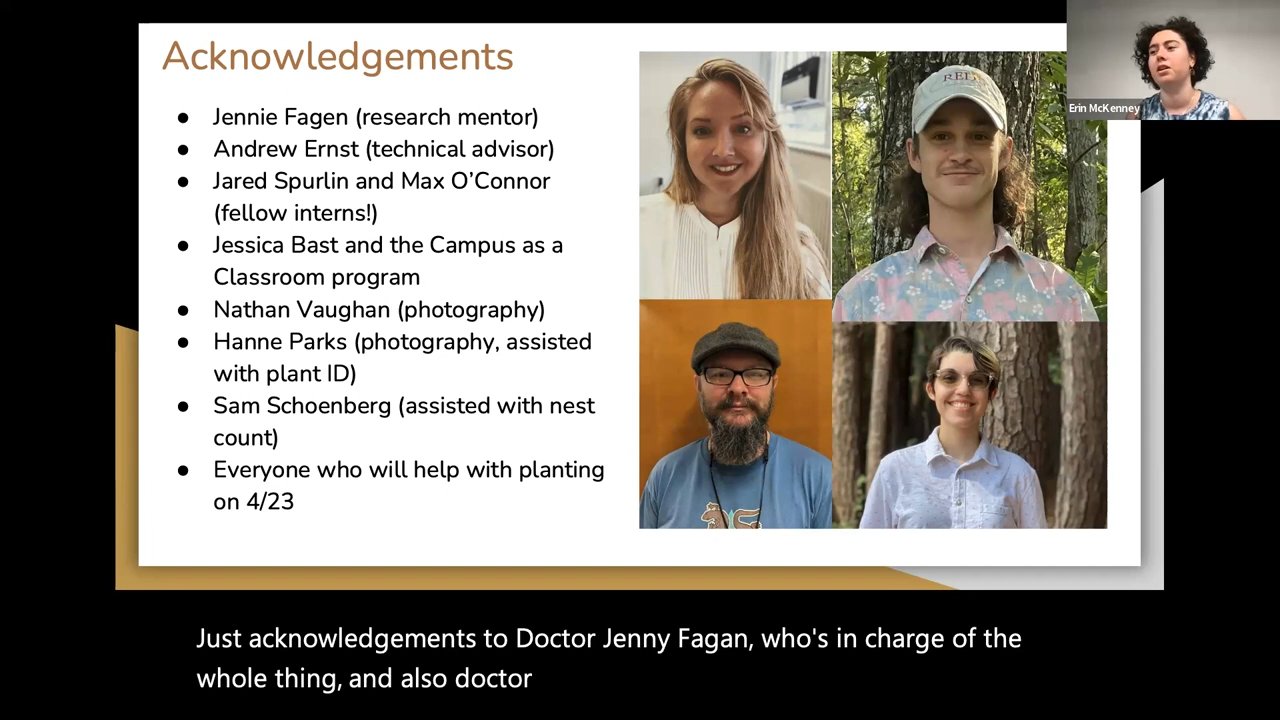 Acknowledgements
● Jennie Fagen (research mentor)
● Andrew Ernst (technical advisor)
● Jared Spurlin and Max O’Connor
(fellow interns!)
● Jessica Bast and the Campus as a
Classroom program
● Nathan Vaughan (photography)
● Hanne Parks (photography, assisted
with plant ID)
● Sam Schoenberg (assisted with nest
count)
● Everyone who will help with planting
on 4/23
Erin McKenney
Just acknowledgements to Doctor Jenny Fagan, who's in charge of the
whole thing, and also doctor